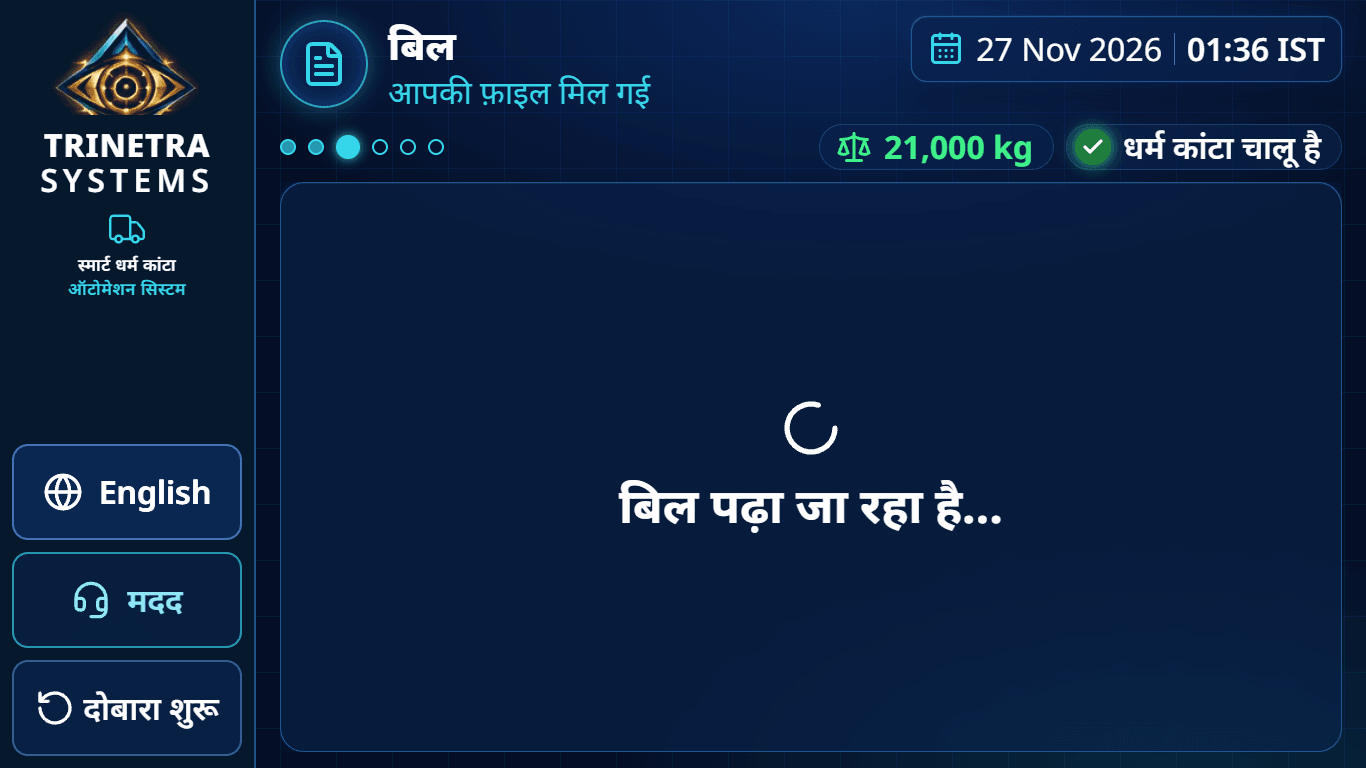 TRINETRA
SYSTEMS
स्मार्ट धर्म कांटा
ऑटोमेशन सिस्टम
English
मदद
दोबारा शुरू
बिल
आपकी फ़ाइल मिल गई
27 Nov 2026
01:36 IST
21,000 kg
धर्म कांटा चालू है
बिल पढ़ा जा रहा है...